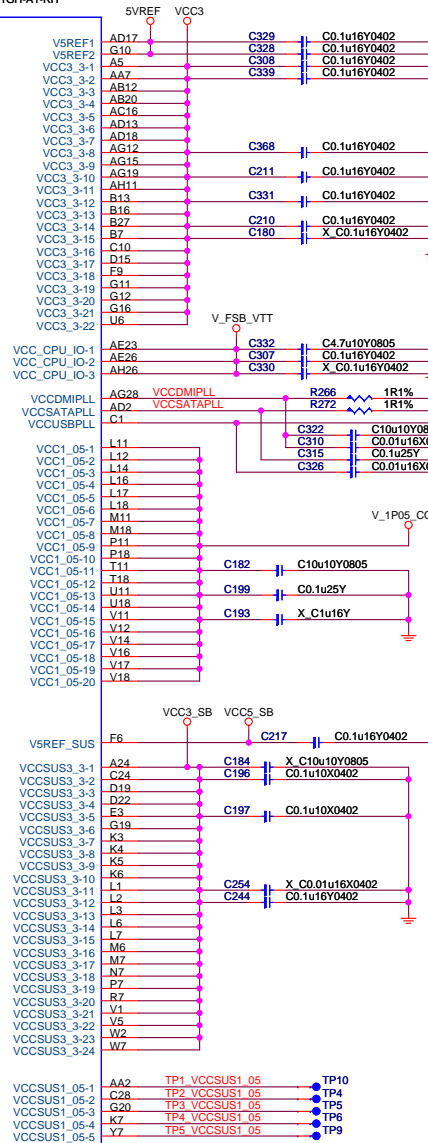 5VREF VCC3
V5REF1 AD17 C329 C0.1u16Y0402
V5REF2 G10 C328 C0.1u16Y0402
VCC3_3-1 A5 C308 C0.1u16Y0402
VCC3_3-2 AA7 C339 C0.1u16Y0402
VCC3_3-3 AB12
VCC3_3-4 AB20
VCC3_3-5 AC16
VCC3_3-6 AD13
VCC3_3-7 AD18
VCC3_3-8 AG12 C368 C0.1u16Y0402
VCC3_3-9 AG15
VCC3_3-10 AG19 C211 C0.1u16Y0402
VCC3_3-11 AH11
VCC3_3-12 B13 C331 C0.1u16Y0402
VCC3_3-13 B16
VCC3_3-14 B27 C210 C0.1u16Y0402
VCC3_3-15 B7 C180 X_C0.1u16Y0402
VCC3_3-16 C10
VCC3_3-17 D15
VCC3_3-18 F9
VCC3_3-19 G11
VCC3_3-20 G12
VCC3_3-21 G16
VCC3_3-22 U6
V_FSB_VTT
VCC_CPU_IO-1 AE23 C332 C4.7u10Y0805
VCC_CPU_IO-2 AE26 C307 C0.1u16Y0402
VCC_CPU_IO-3 AH26 C330 X_C0.1u16Y0402
VCCDMIPLL AG28 VCCDMIPLL R266 1R1%
VCCSATAPLL AD2 VCCSATAPLL R272 1R1%
VCCUSBPLL C1
C322 C10u10Y08
C310 C0.01u16X0
C315 C0.1u25Y
C326 C0.01u16X0
VCC1_05-1 L11
VCC1_05-2 L12
VCC1_05-3 L14
VCC1_05-4 L16
VCC1_05-5 L17
VCC1_05-6 L18
VCC1_05-7 M11
VCC1_05-8 M18
V_1P05_CO
VCC1_05-9 P11
VCC1_05-10 P18
VCC1_05-11 T11 C182 C10u10Y0805
VCC1_05-12 T18
VCC1_05-13 U11 C199 C0.1u25Y
VCC1_05-14 U18
VCC1_05-15 V11 C193 X_C1u16Y
VCC1_05-16 V12
VCC1_05-17 V14
VCC1_05-18 V16
VCC1_05-19 V17
VCC1_05-20 V18
VCC3_SB VCC5_SB
V5REF_SUS F6 C217 C0.1u16Y0402
VCCSUS3_3-1 A24 C184 X_C10u10Y0805
VCCSUS3_3-2 C24 C196 C0.1u10X0402
VCCSUS3_3-3 D19
VCCSUS3_3-4 D22
VCCSUS3_3-5 E3 C197 C0.1u10X0402
VCCSUS3_3-6 G19
VCCSUS3_3-7 K3
VCCSUS3_3-8 K4
VCCSUS3_3-9 K5
VCCSUS3_3-10 K6
VCCSUS3_3-11 L1 C254 X_C0.01u16X0402
VCCSUS3_3-12 L2 C244 C0.1u16Y0402
VCCSUS3_3-13 L3
VCCSUS3_3-14 L6
VCCSUS3_3-15 L7
VCCSUS3_3-16 M6
VCCSUS3_3-17 M7
VCCSUS3_3-18 N7
VCCSUS3_3-19 P7
VCCSUS3_3-20 R7
VCCSUS3_3-21 V1
VCCSUS3_3-22 V5
VCCSUS3_3-23 W2
VCCSUS3_3-24 W7
VCCSUS1_05-1 AA2 TP1_VCCSUS1_05 TP10
VCCSUS1_05-2 C28 TP2_VCCSUS1_05 TP4
VCCSUS1_05-3 G20 TP3_VCCSUS1_05 TP5
VCCSUS1_05-4 K7 TP4_VCCSUS1_05 TP6
VCCSUS1_05-5 Y7 TP5_VCCSUS1_05 TP9